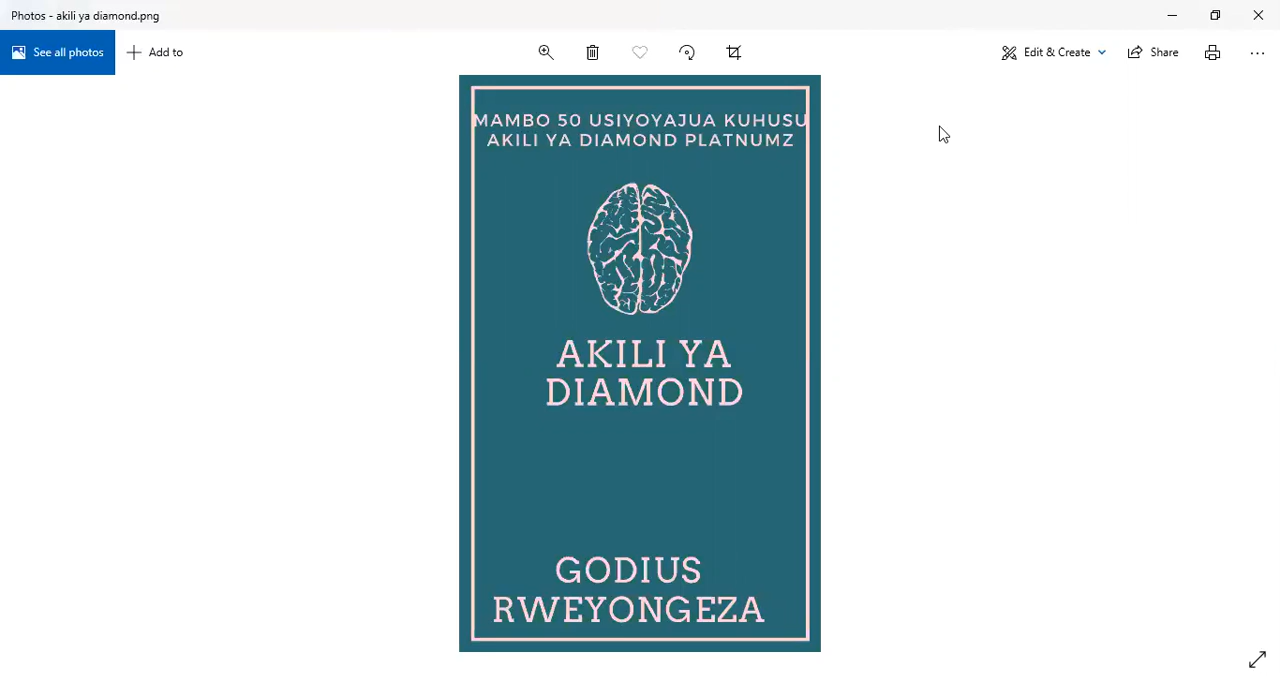 Photos - akili ya diamond.png
See all photos
Add to
Edit & Create
Share
MAMBO 50 USIYOYAJUA KUHUSU
AKILI YA DIAMOND PLATNUMZ
AKILI YA
DIAMOND
GODIUS
RWEYONGEZA